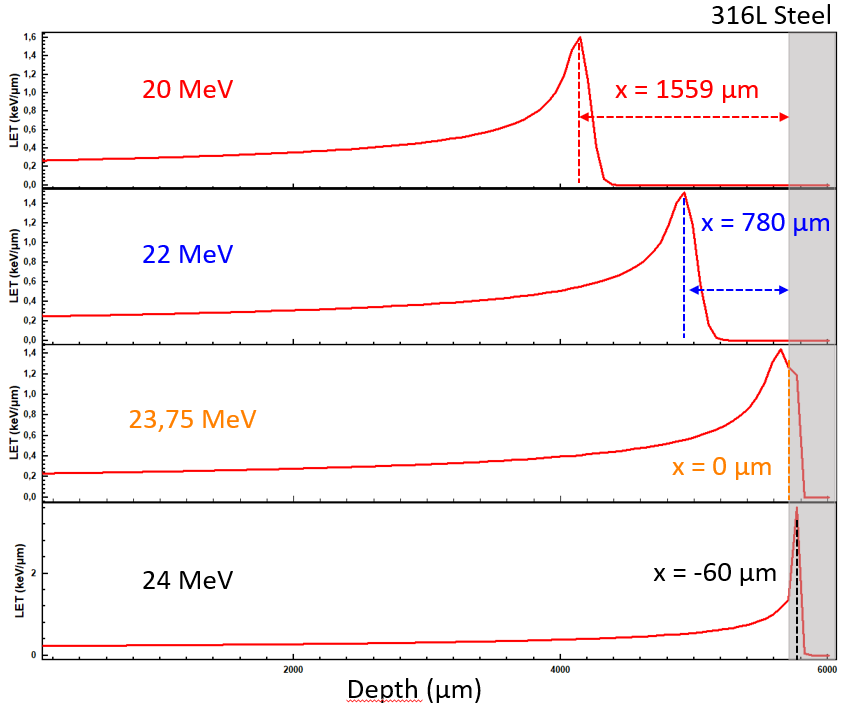 316L Steel
LET (keV/μm)
1,6
1,4
1,2
1,0
0,8
0,6
0,4
0,2
0,0
20 MeV
x = 1559 μm
LET (keV/μm)
1,4
1,2
1,0
0,8
0,6
0,4
0,2
0,0
22 MeV
x = 780 μm
LET (keV/μm)
1,4
1,2
1,0
0,8
0,6
0,4
0,2
0,0
23,75 MeV
x = 0 μm
LET (keV/μm)
2
0
24 MeV
x = -60 μm
2000
4000
6000
Depth (μm)